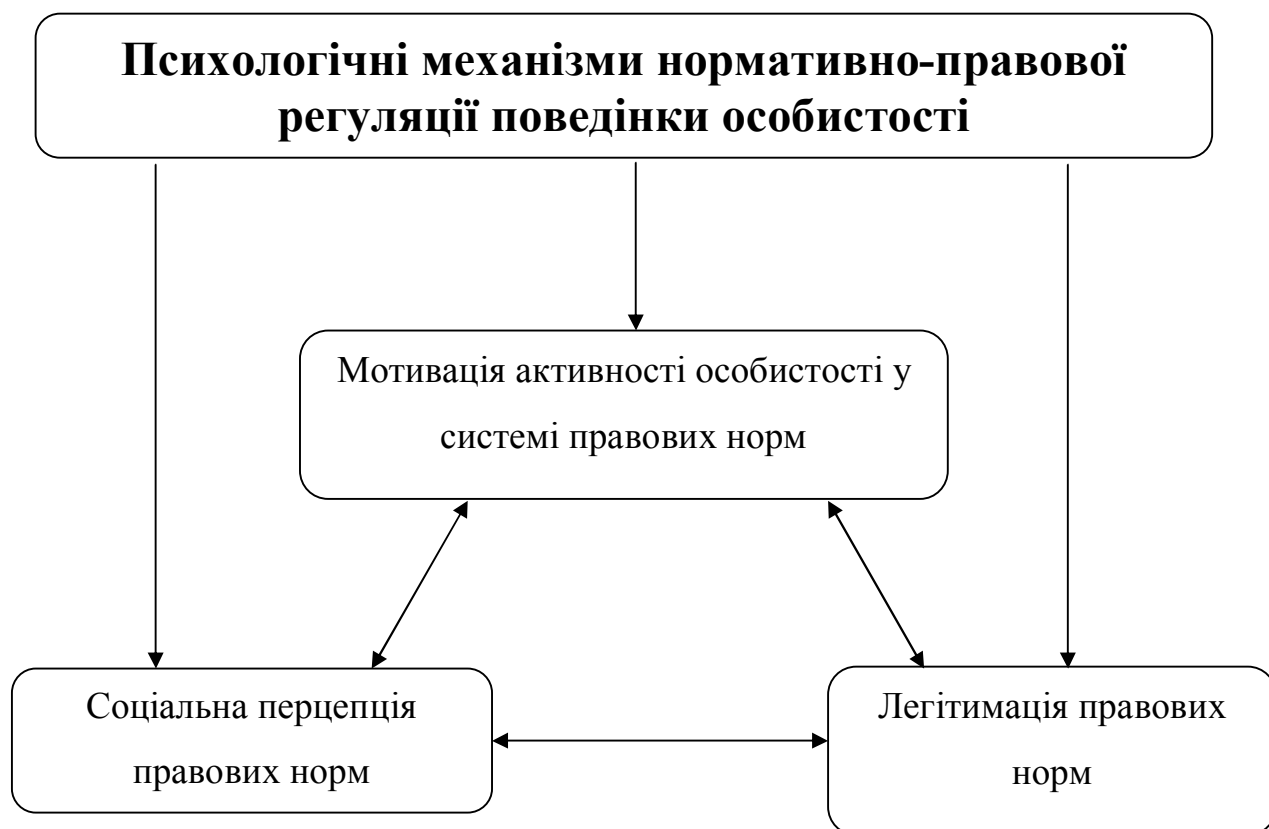 Психологічні механізми нормативно-правової
регуляції поведінки особистості
Мотивація активності особистості у
системі правових норм
Соціальна перцепція
правових норм
Легітимація правових
норм